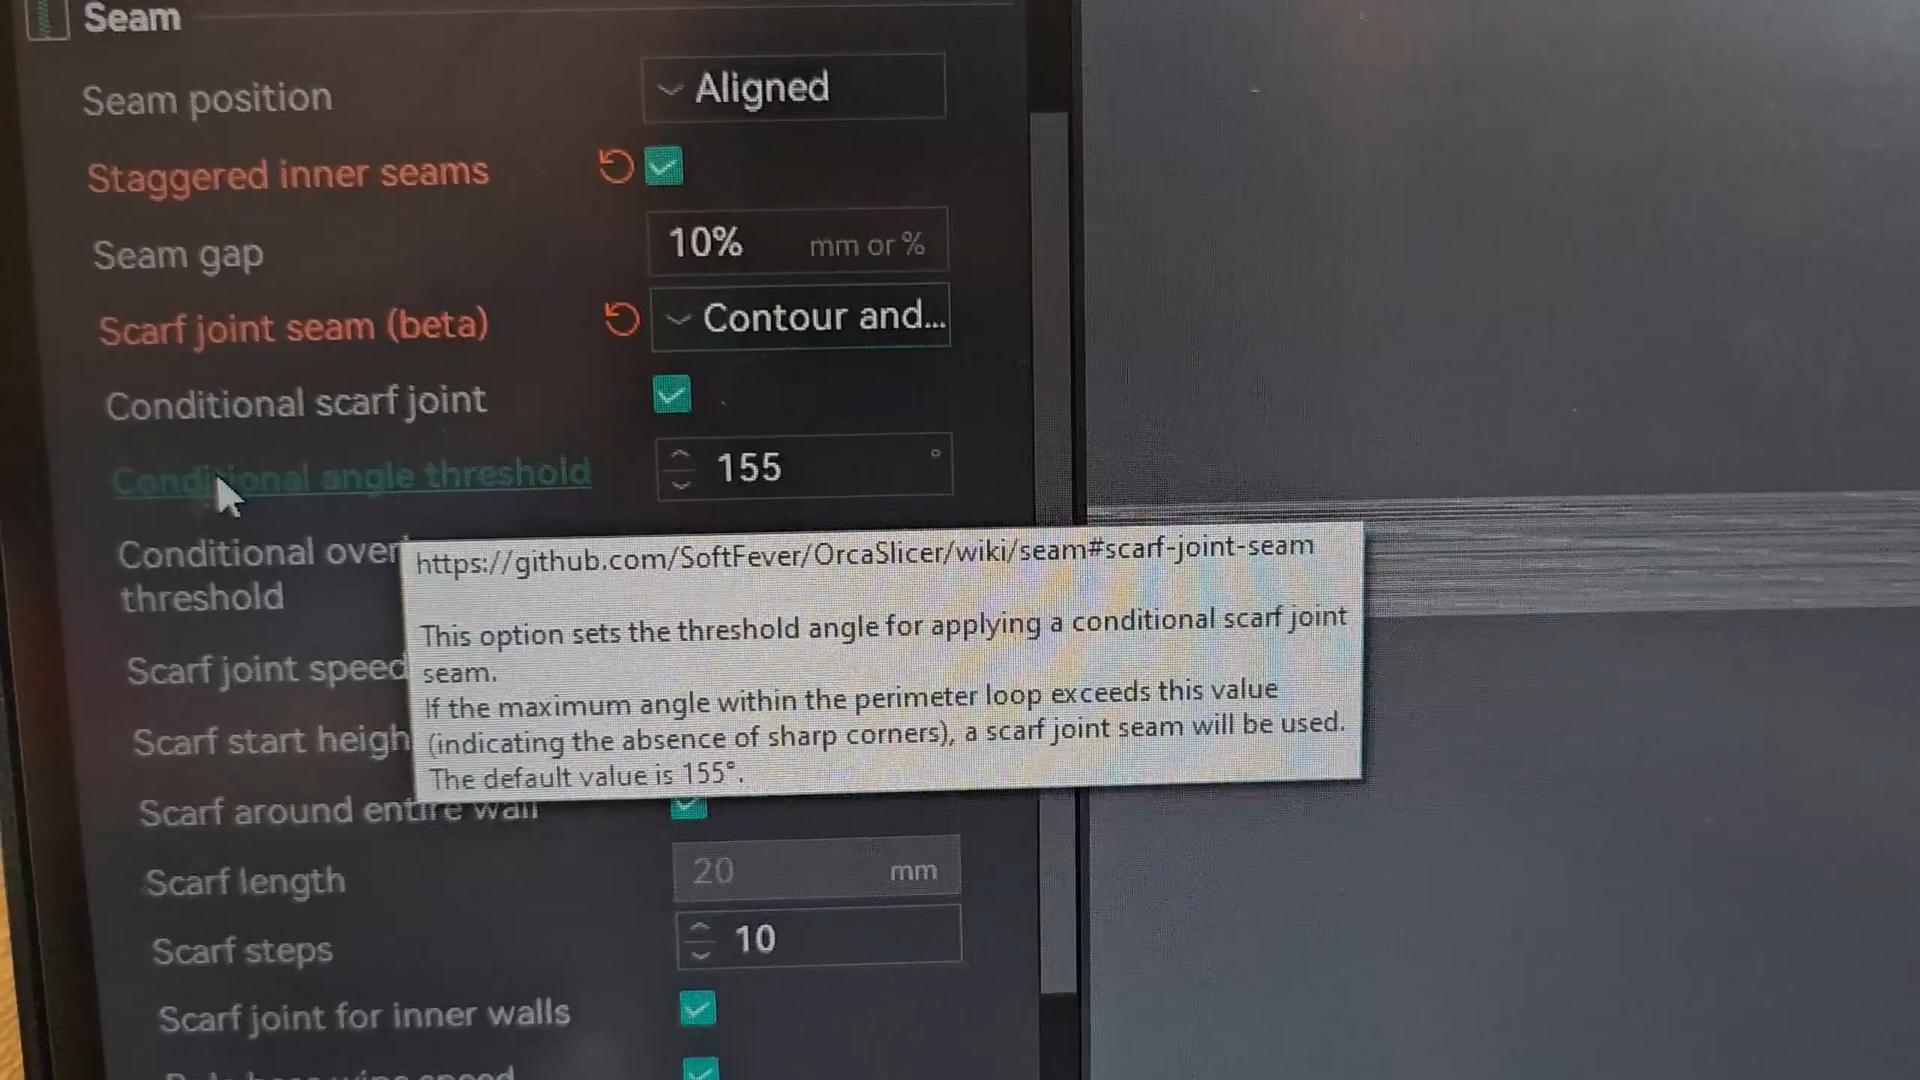 Seam
Seam position
Aligned
Staggered inner seams
Seam gap
10% mm or %
Scarf joint seam (beta)
Contour and...
Conditional scarf joint
Conditional angle threshold
155 °
Conditional over
threshold
https://github.com/SoftFever/OrcaSlicer/wiki/seam#scarf-joint-seam
This option sets the threshold angle for applying a conditional scarf joint
seam.
If the maximum angle within the perimeter loop exceeds this value
(indicating the absence of sharp corners), a scarf joint seam will be used.
The default value is 155°.
Scarf joint speed
Scarf start heigh
Scarf around entire wall
Scarf length
20 mm
Scarf steps
10
Scarf joint for inner walls